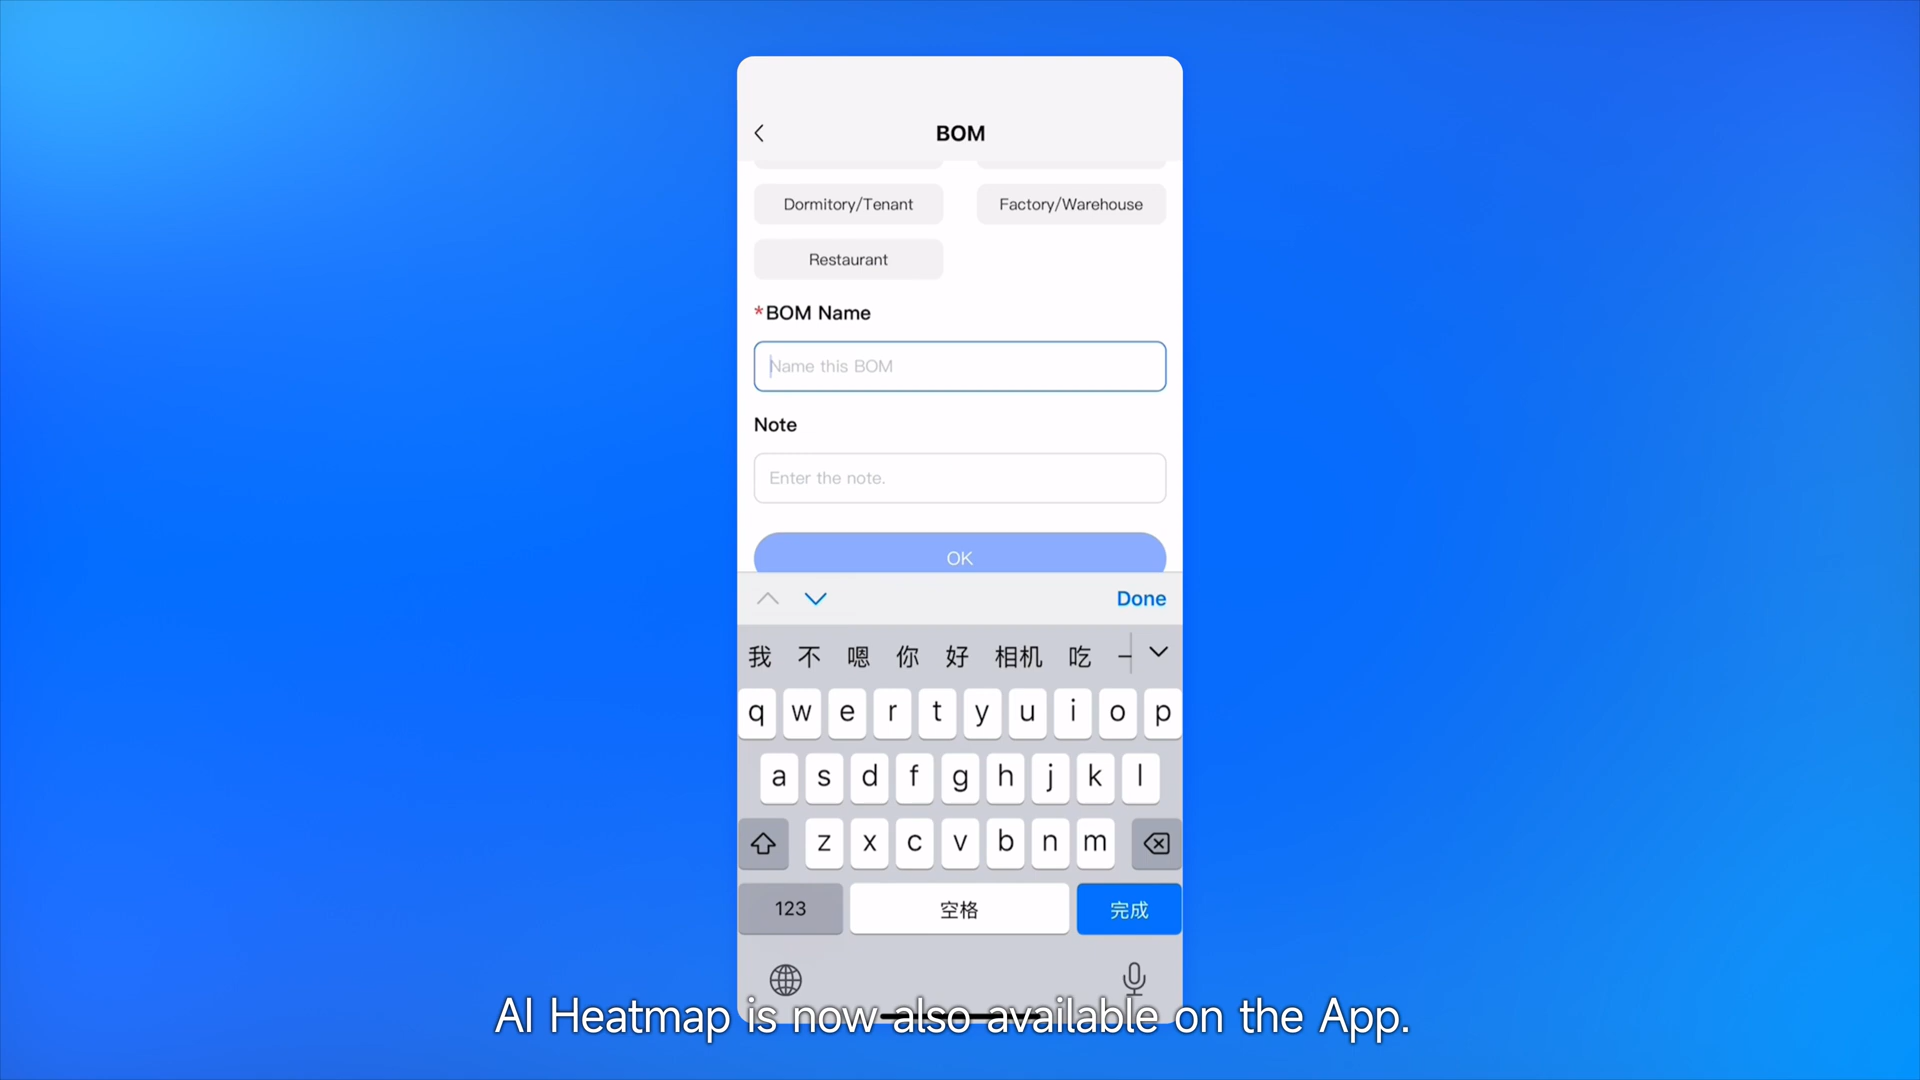 BOM
Dormitory/Tenant
Factory/Warehouse
Restaurant
*BOM Name
Name this BOM
Note
Enter the note.
OK
Done
我 不 嗯 你 好 相机 吃 一
q w e r t y u i o p
a s d f g h j k l
z x c v b n m
123 空格 完成
AI Heatmap is now also available on the App.